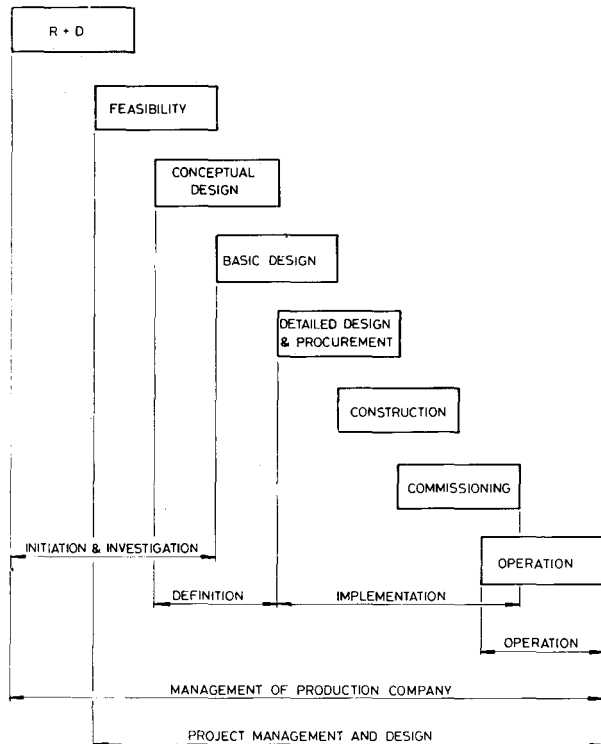 R + D
FEASIBILITY
CONCEPTUAL
DESIGN
BASIC DESIGN
DETAILED DESIGN
& PROCUREMENT
CONSTRUCTION
COMMISSIONING
INITIATION & INVESTIGATION
OPERATION
DEFINITION
IMPLEMENTATION
OPERATION
MANAGEMENT OF PRODUCTION COMPANY
PROJECT MANAGEMENT AND DESIGN